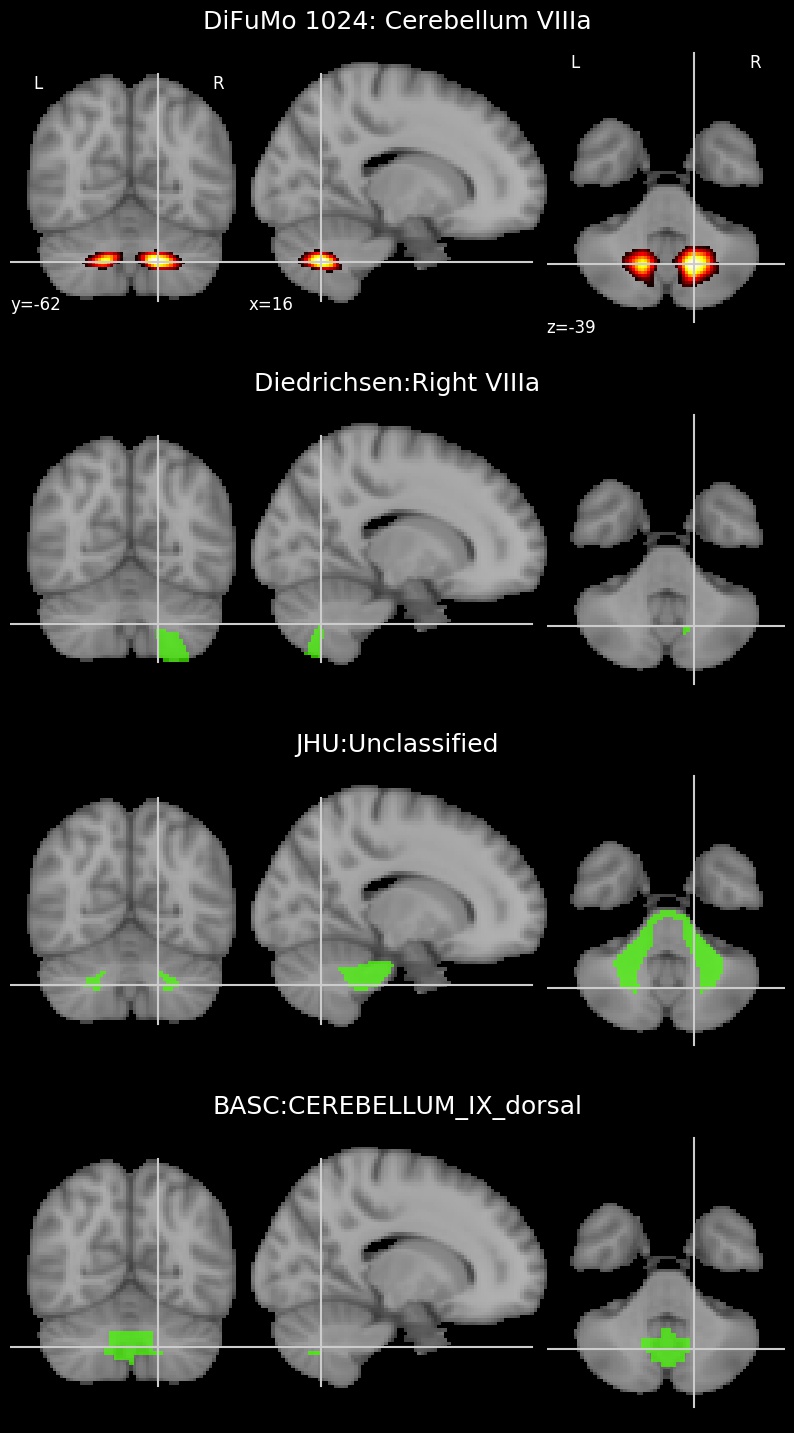 DiFuMo 1024: Cerebellum VIIIa
L R L R
y=-62 x=16 z=-39
Diedrichsen:Right VIIIa
JHU:Unclassified
BASC:CEREBELLUM_IX_dorsal